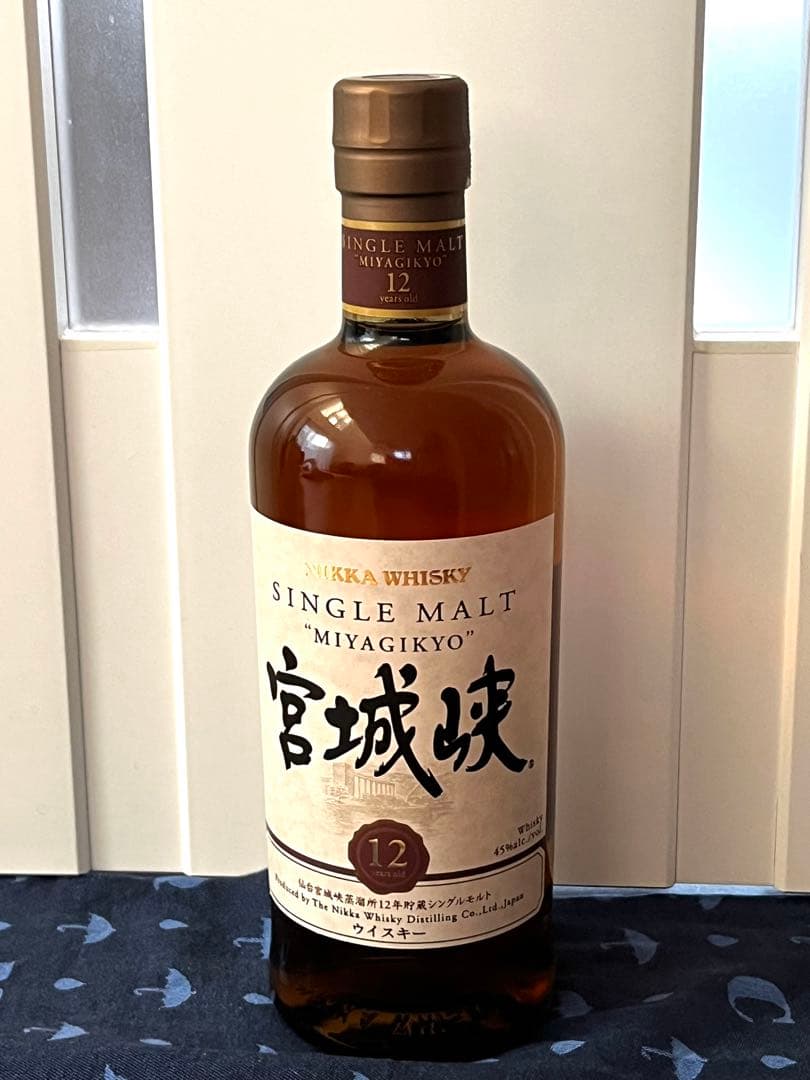 SINGLE MALT
"MIYAGIKYO"
12
years old
NIKKA WHISKY
SINGLE MALT
"MIYAGIKYO"
宮城峡
Whisky
45%alc./vol.
12
years old
仙台宮城峡蒸溜所12年貯蔵シングルモルト
Produced by The Nikka Whisky Distilling Co.,Ltd.,Japan
ウイスキー